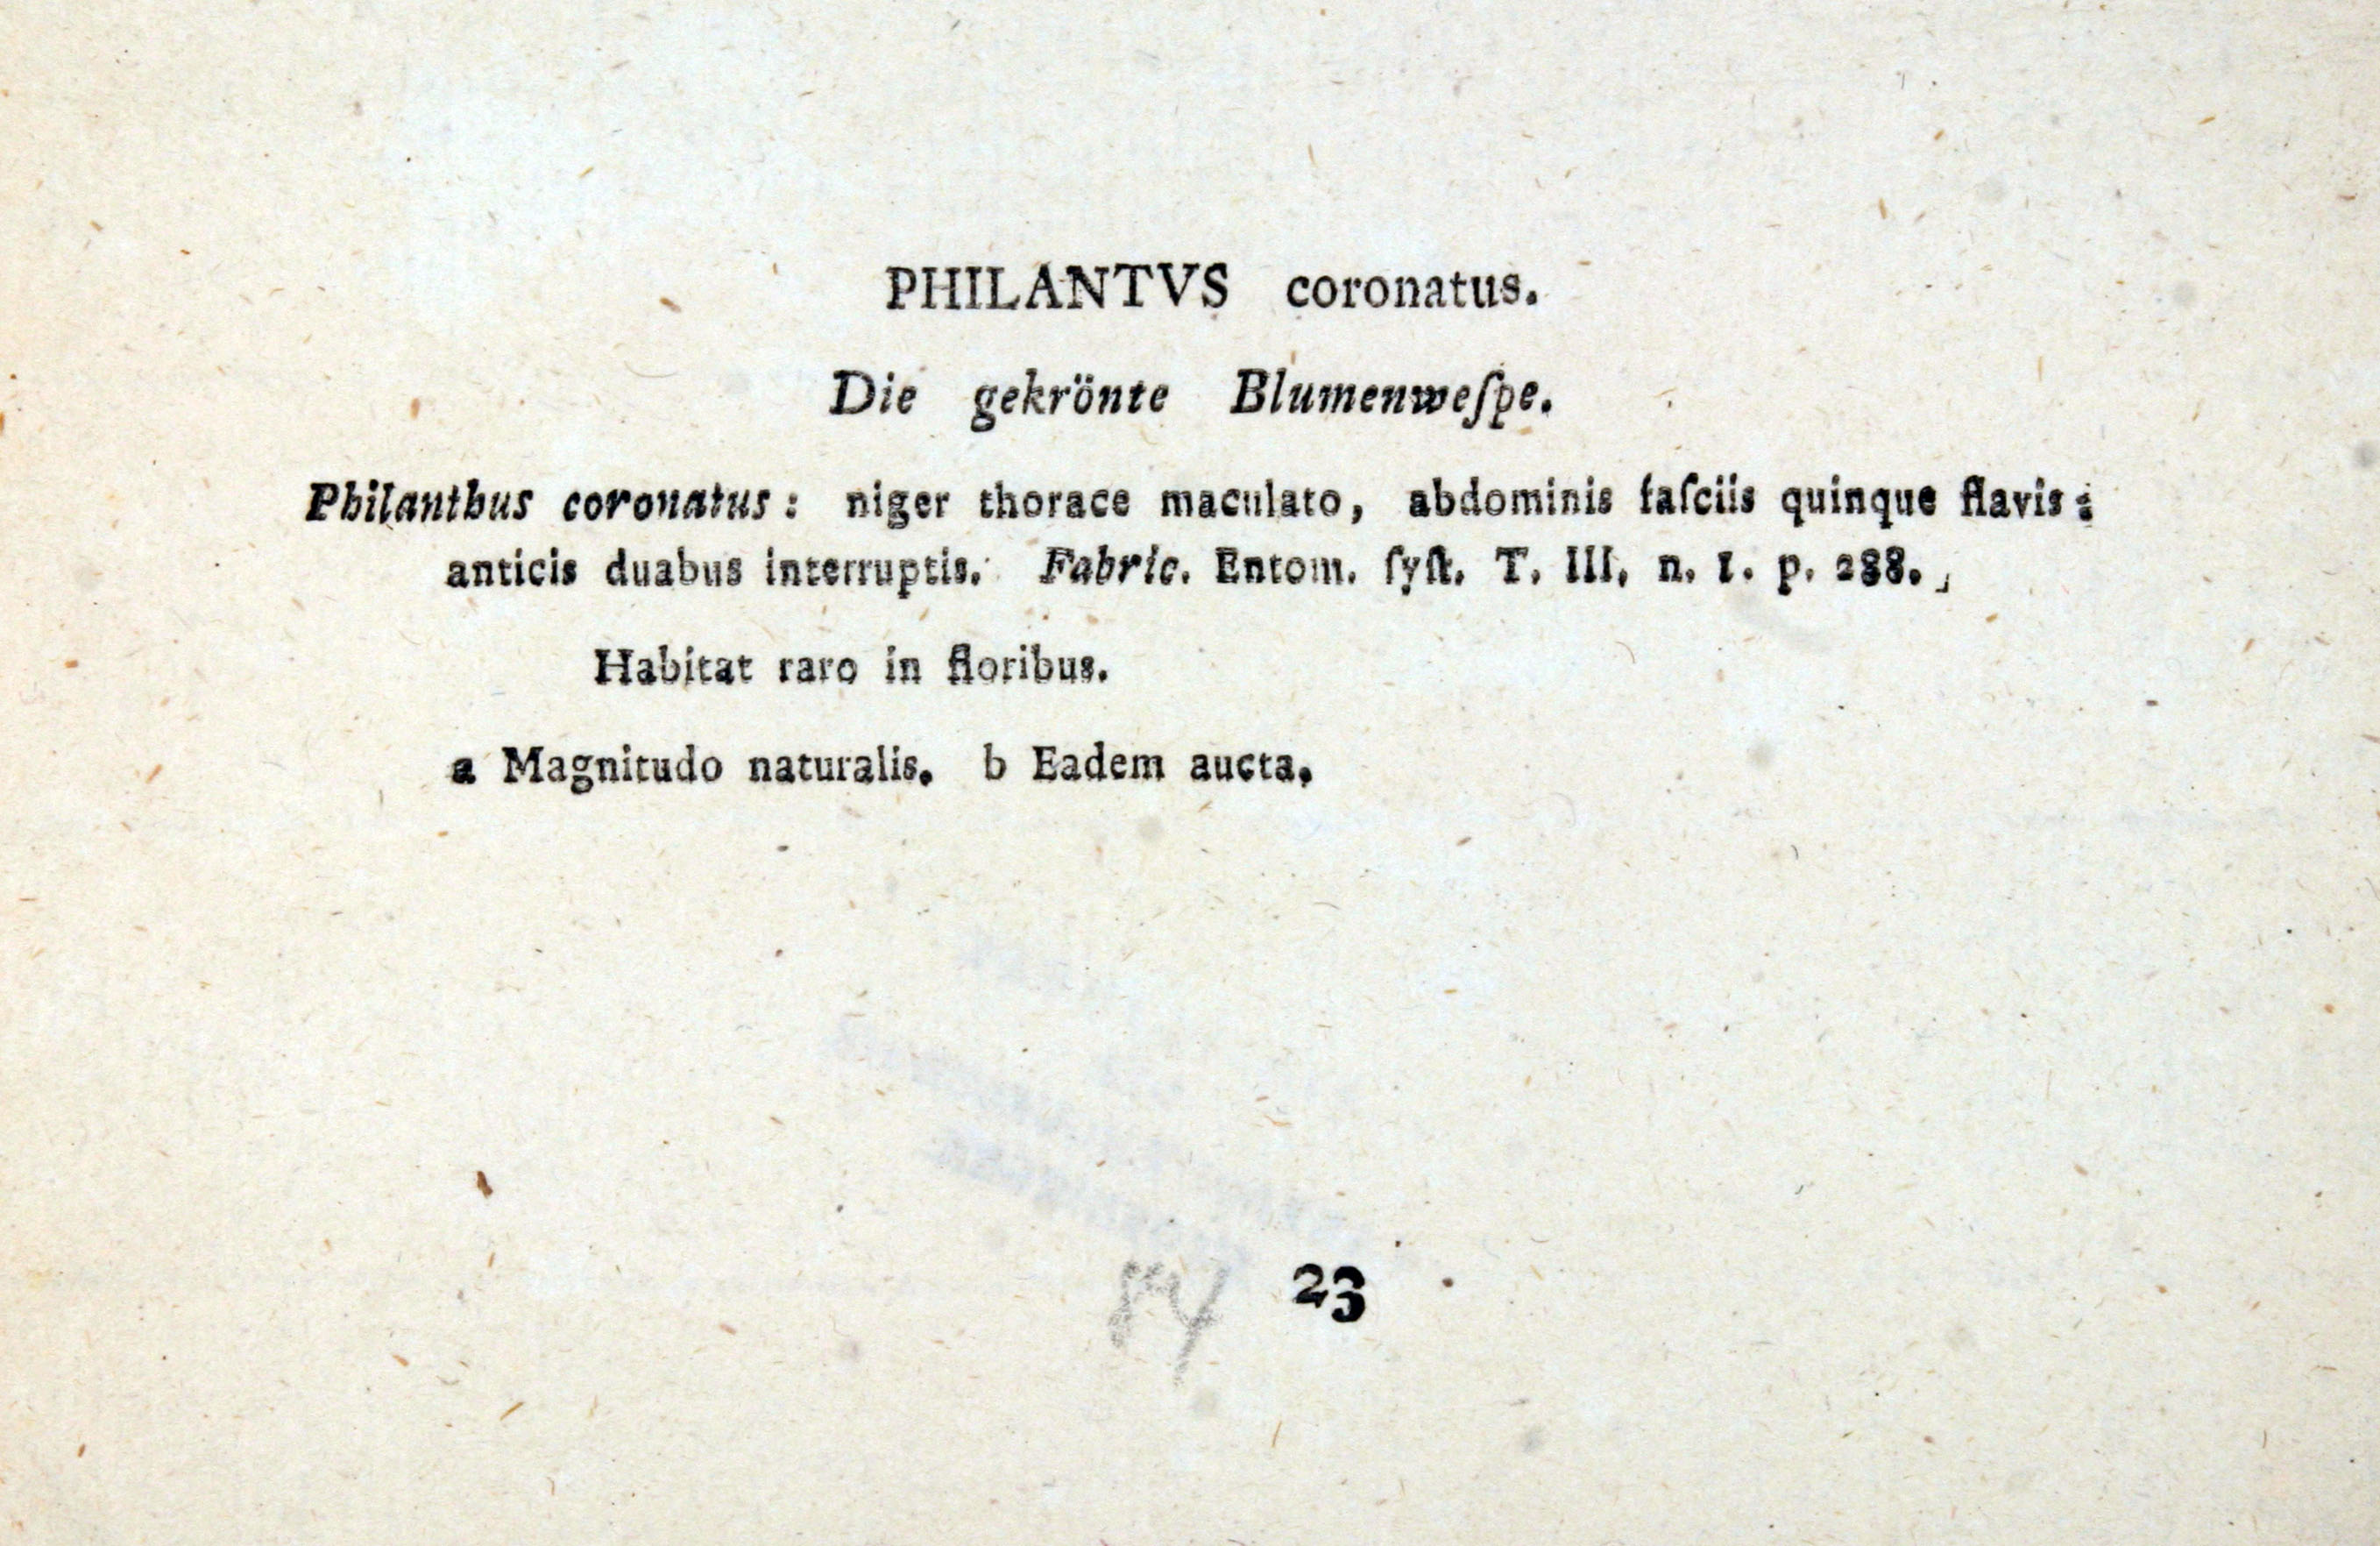 PHILANTVS coronatus.
Die gekrönte Blumenweſpe.
Philanthus coronatus: niger thorace maculato, abdominis faſciis quinque flavis:
anticis duabus interruptis. Fabric. Entom. ſyſt. T. III. n. 1. p. 288.
Habitat raro in floribus.
a Magnitudo naturalis. b Eadem aucta.
23